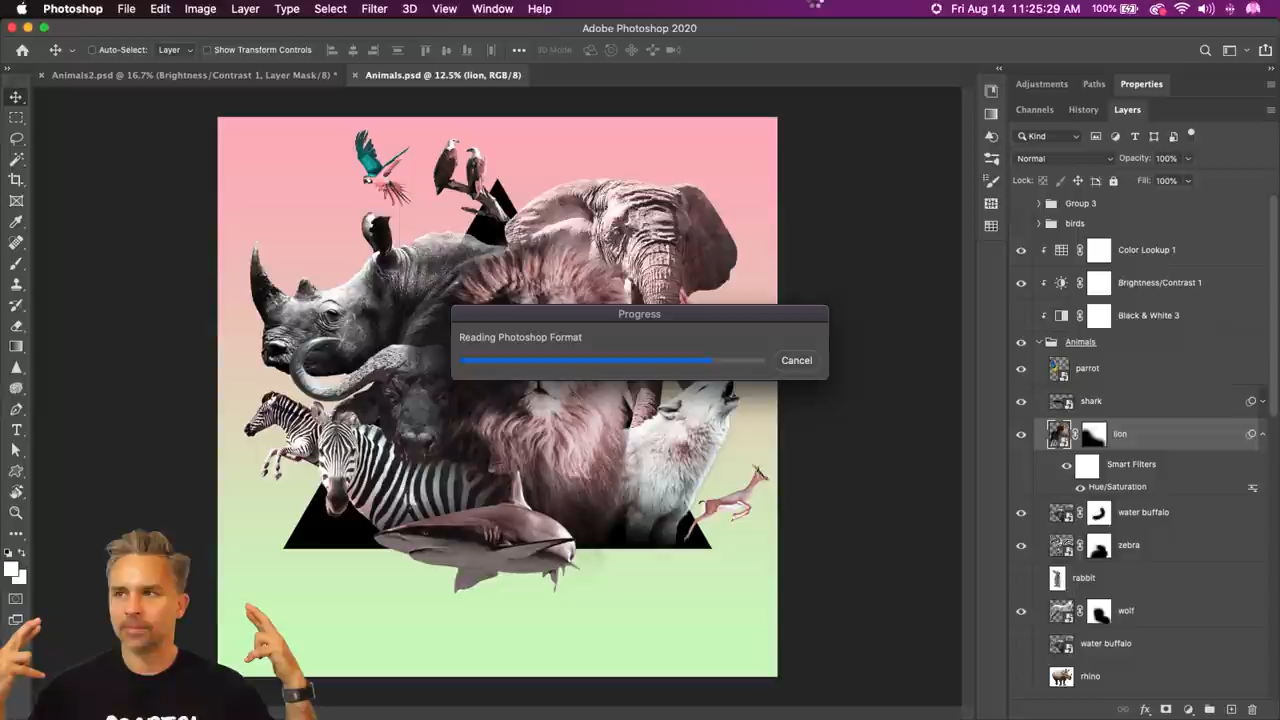 Photoshop File Edit Image Layer Type Select Filter 3D View Window Help 100% Fri Aug 14 11:25:29 AM
Adobe Photoshop 2020
Auto-Select: Layer Show Transform Controls 3D Mode
Animals2.psd @ 16.7% (Brightness/Contrast 1, Layer Mask/8) * Animals.psd @ 12.5% (lion, RGB/8)
Adjustments Paths Properties
Channels History Layers
Kind
Normal Opacity: 100%
Lock: Fill: 100%
Group 3
birds
Color Lookup 1
Brightness/Contrast 1
Black & White 3
Animals
parrot
shark
lion
Smart Filters
Hue/Saturation
water buffalo
zebra
rabbit
wolf
water buffalo
rhino
Progress
Reading Photoshop Format
Cancel